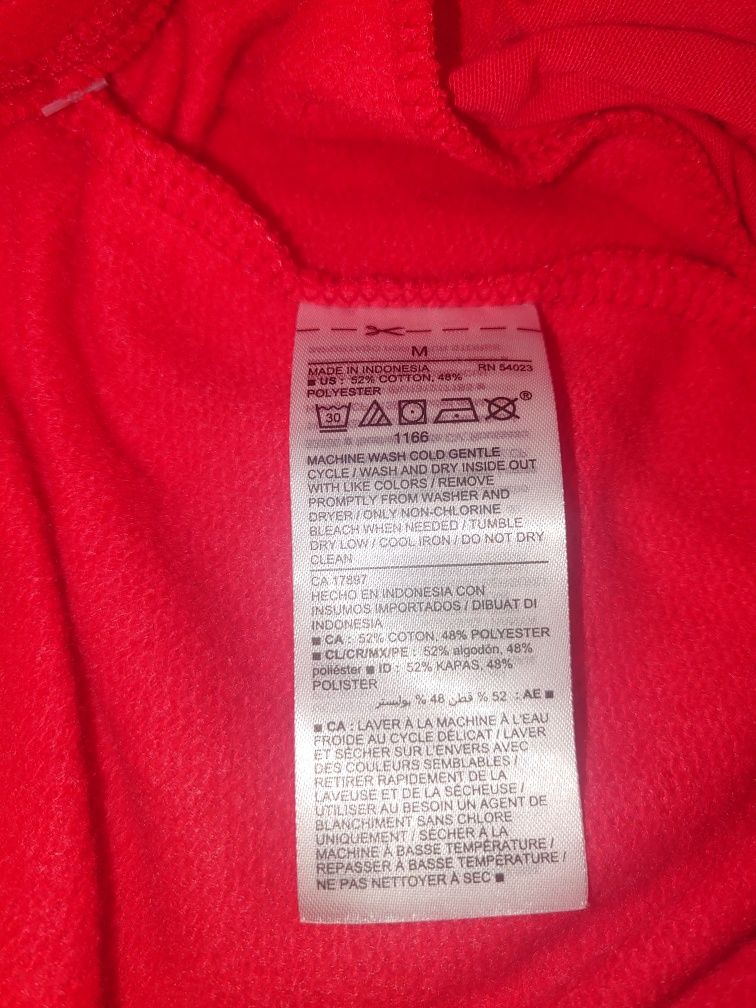 M
MADE IN INDONESIA RN 54023
■ US : 52% COTTON, 48%
POLYESTER
30 ®
1166
MACHINE WASH COLD GENTLE
CYCLE / WASH AND DRY INSIDE OUT
WITH LIKE COLORS / REMOVE
PROMPTLY FROM WASHER AND
DRYER / ONLY NON-CHLORINE
BLEACH WHEN NEEDED / TUMBLE
DRY LOW / COOL IRON / DO NOT DRY
CLEAN
CA 17897
HECHO EN INDONESIA CON
INSUMOS IMPORTADOS / DIBUAT DI
INDONESIA
■ CA : 52% COTON, 48% POLYESTER
■ CL/CR/MX/PE : 52% algodón, 48%
poliéster ■ ID : 52% KAPAS, 48%
POLISTER
■ AE : 52 % قطن 48 % بوليستر
■ CA : LAVER À LA MACHINE À L'EAU
FROIDE AU CYCLE DÉLICAT / LAVER
ET SÉCHER SUR L'ENVERS AVEC
DES COULEURS SEMBLABLES /
RETIRER RAPIDEMENT DE LA
LAVEUSE ET DE LA SÉCHEUSE /
UTILISER AU BESOIN UN AGENT DE
BLANCHIMENT SANS CHLORE
UNIQUEMENT / SÉCHER À LA
MACHINE À BASSE TEMPÉRATURE /
REPASSER À BASSE TEMPÉRATURE /
NE PAS NETTOYER À SEC ■